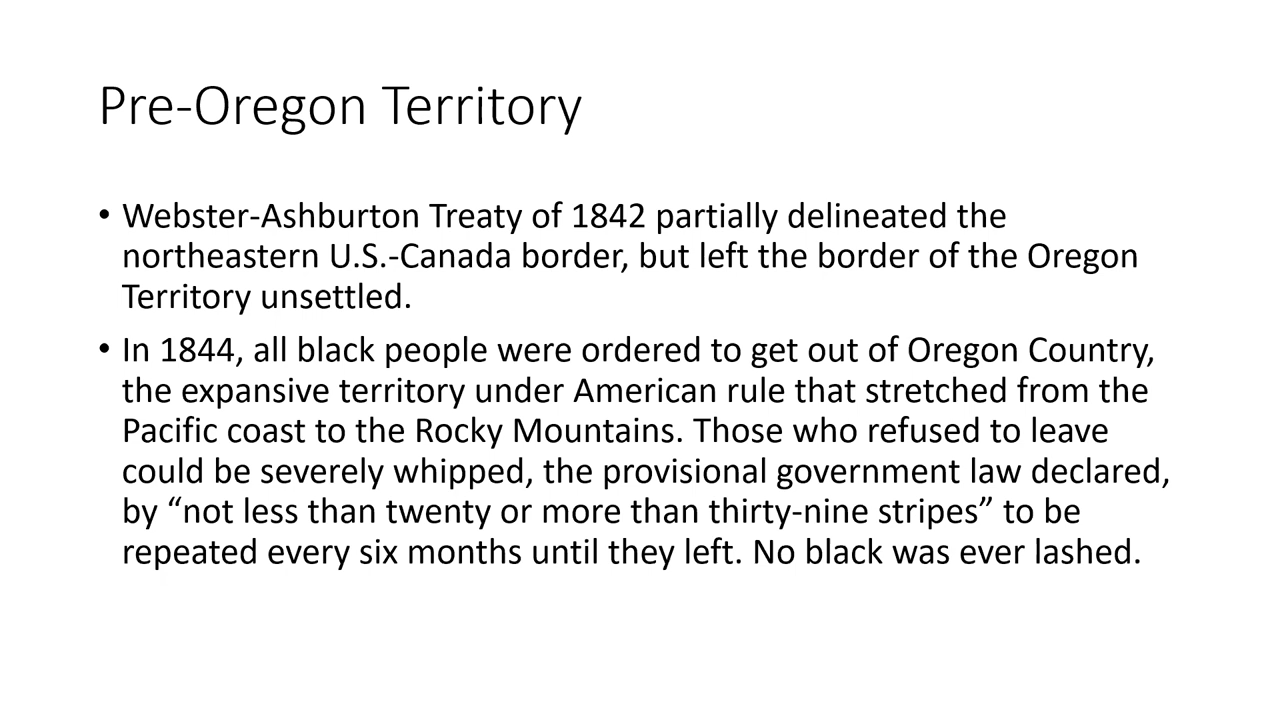 Pre-Oregon Territory
• Webster-Ashburton Treaty of 1842 partially delineated the
northeastern U.S.-Canada border, but left the border of the Oregon
Territory unsettled.
• In 1844, all black people were ordered to get out of Oregon Country,
the expansive territory under American rule that stretched from the
Pacific coast to the Rocky Mountains. Those who refused to leave
could be severely whipped, the provisional government law declared,
by “not less than twenty or more than thirty-nine stripes” to be
repeated every six months until they left. No black was ever lashed.